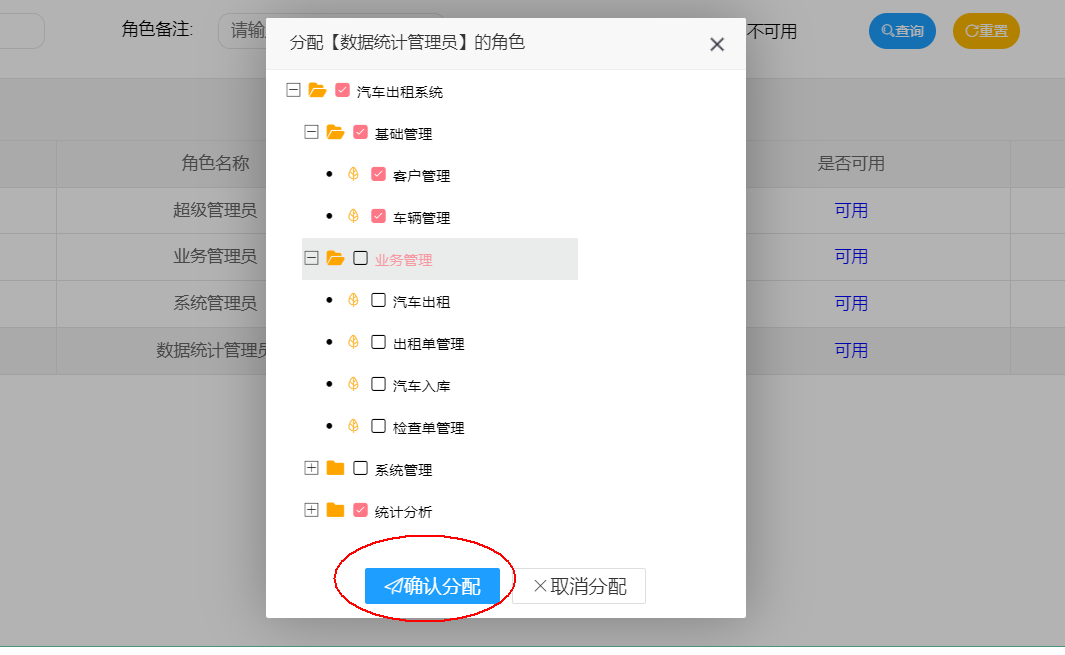 角色备注:
请输
不可用
查询
重置
分配【数据统计管理员】的角色
汽车出租系统
基础管理
客户管理
车辆管理
业务管理
汽车出租
出租单管理
汽车入库
检查单管理
系统管理
统计分析
确认分配
取消分配
角色名称
是否可用
超级管理员
可用
业务管理员
可用
系统管理员
可用
数据统计管理员
可用